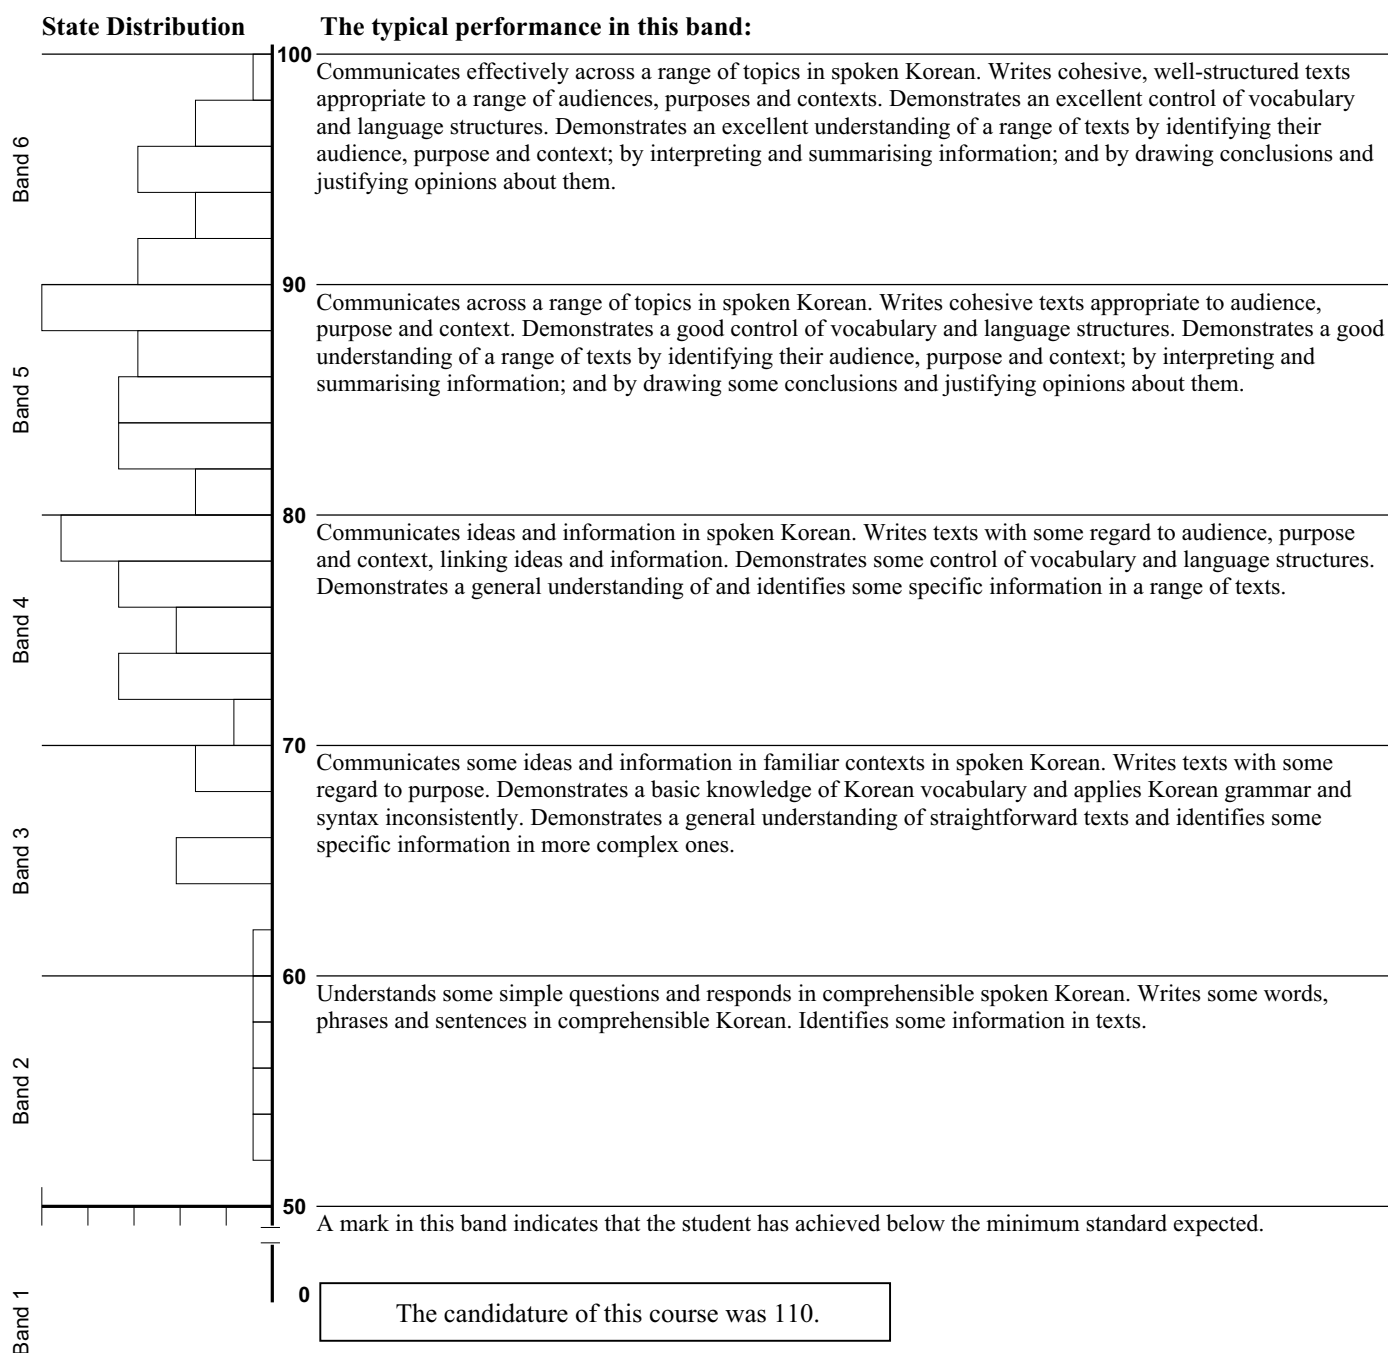 State Distribution
The typical performance in this band:
100
Communicates effectively across a range of topics in spoken Korean. Writes cohesive, well-structured texts
appropriate to a range of audiences, purposes and contexts. Demonstrates an excellent control of vocabulary
and language structures. Demonstrates an excellent understanding of a range of texts by identifying their
audience, purpose and context; by interpreting and summarising information; and by drawing conclusions and
justifying opinions about them.
Band 6
90
Communicates across a range of topics in spoken Korean. Writes cohesive texts appropriate to audience,
purpose and context. Demonstrates a good control of vocabulary and language structures. Demonstrates a good
understanding of a range of texts by identifying their audience, purpose and context; by interpreting and
summarising information; and by drawing some conclusions and justifying opinions about them.
Band 5
80
Communicates ideas and information in spoken Korean. Writes texts with some regard to audience, purpose
and context, linking ideas and information. Demonstrates some control of vocabulary and language structures.
Demonstrates a general understanding of and identifies some specific information in a range of texts.
Band 4
70
Communicates some ideas and information in familiar contexts in spoken Korean. Writes texts with some
regard to purpose. Demonstrates a basic knowledge of Korean vocabulary and applies Korean grammar and
syntax inconsistently. Demonstrates a general understanding of straightforward texts and identifies some
specific information in more complex ones.
Band 3
60
Understands some simple questions and responds in comprehensible spoken Korean. Writes some words,
phrases and sentences in comprehensible Korean. Identifies some information in texts.
Band 2
50
A mark in this band indicates that the student has achieved below the minimum standard expected.
0
Band 1
The candidature of this course was 110.